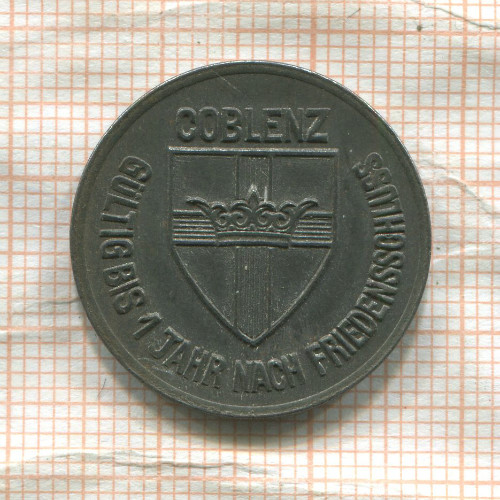 COBLENZ
GÜLTIG BIS 1 JAHR NACH FRIEDENSSCHLUSS